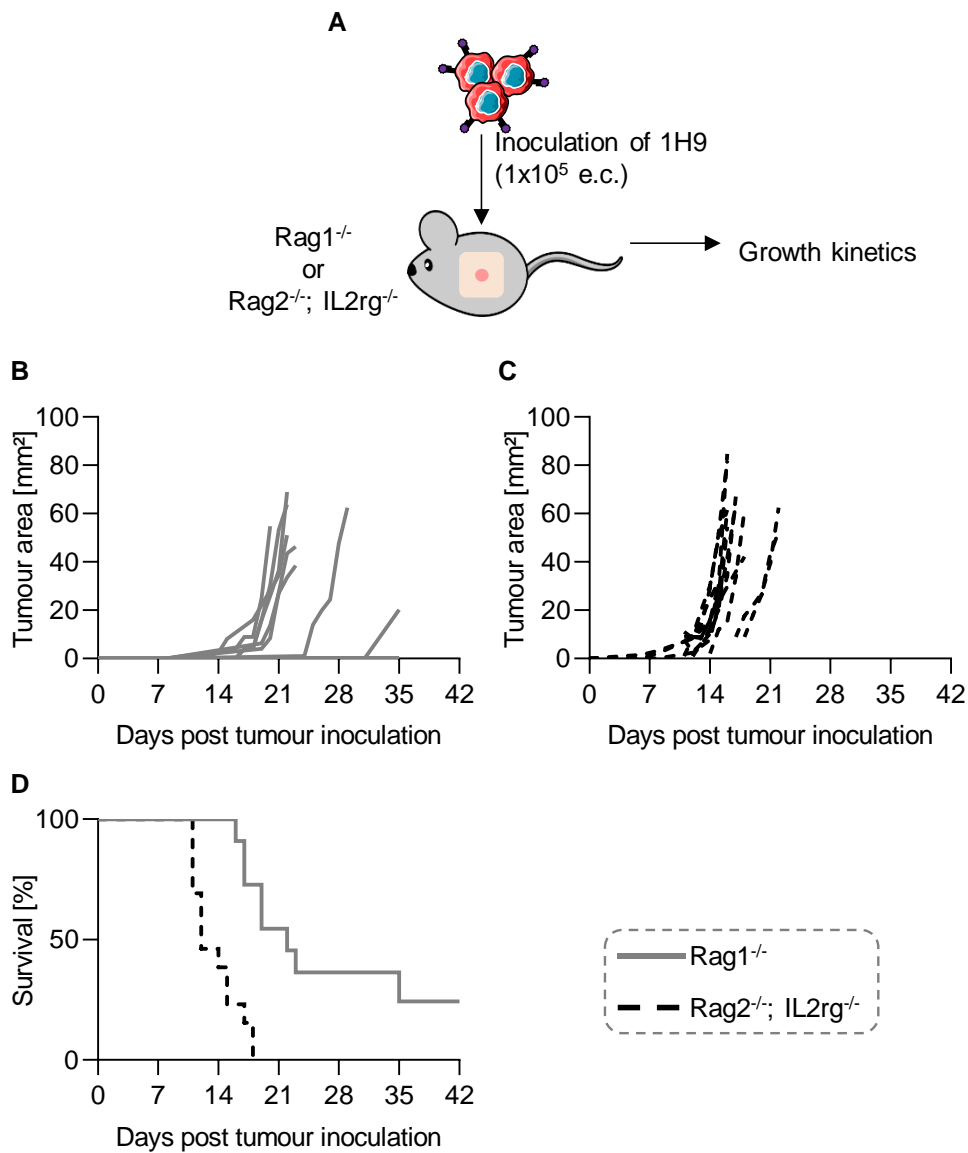 A
Inoculation of 1H9
(1x10⁵ e.c.)
Rag1⁻/⁻
or
Rag2⁻/⁻; IL2rg⁻/⁻
Growth kinetics
B
Tumour area [mm²]
100
80
60
40
20
0
0 7 14 21 28 35 42
Days post tumour inoculation
C
Tumour area [mm²]
100
80
60
40
20
0
0 7 14 21 28 35 42
Days post tumour inoculation
D
Survival [%]
100
50
0
0 7 14 21 28 35 42
Days post tumour inoculation
Rag1⁻/⁻
Rag2⁻/⁻; IL2rg⁻/⁻